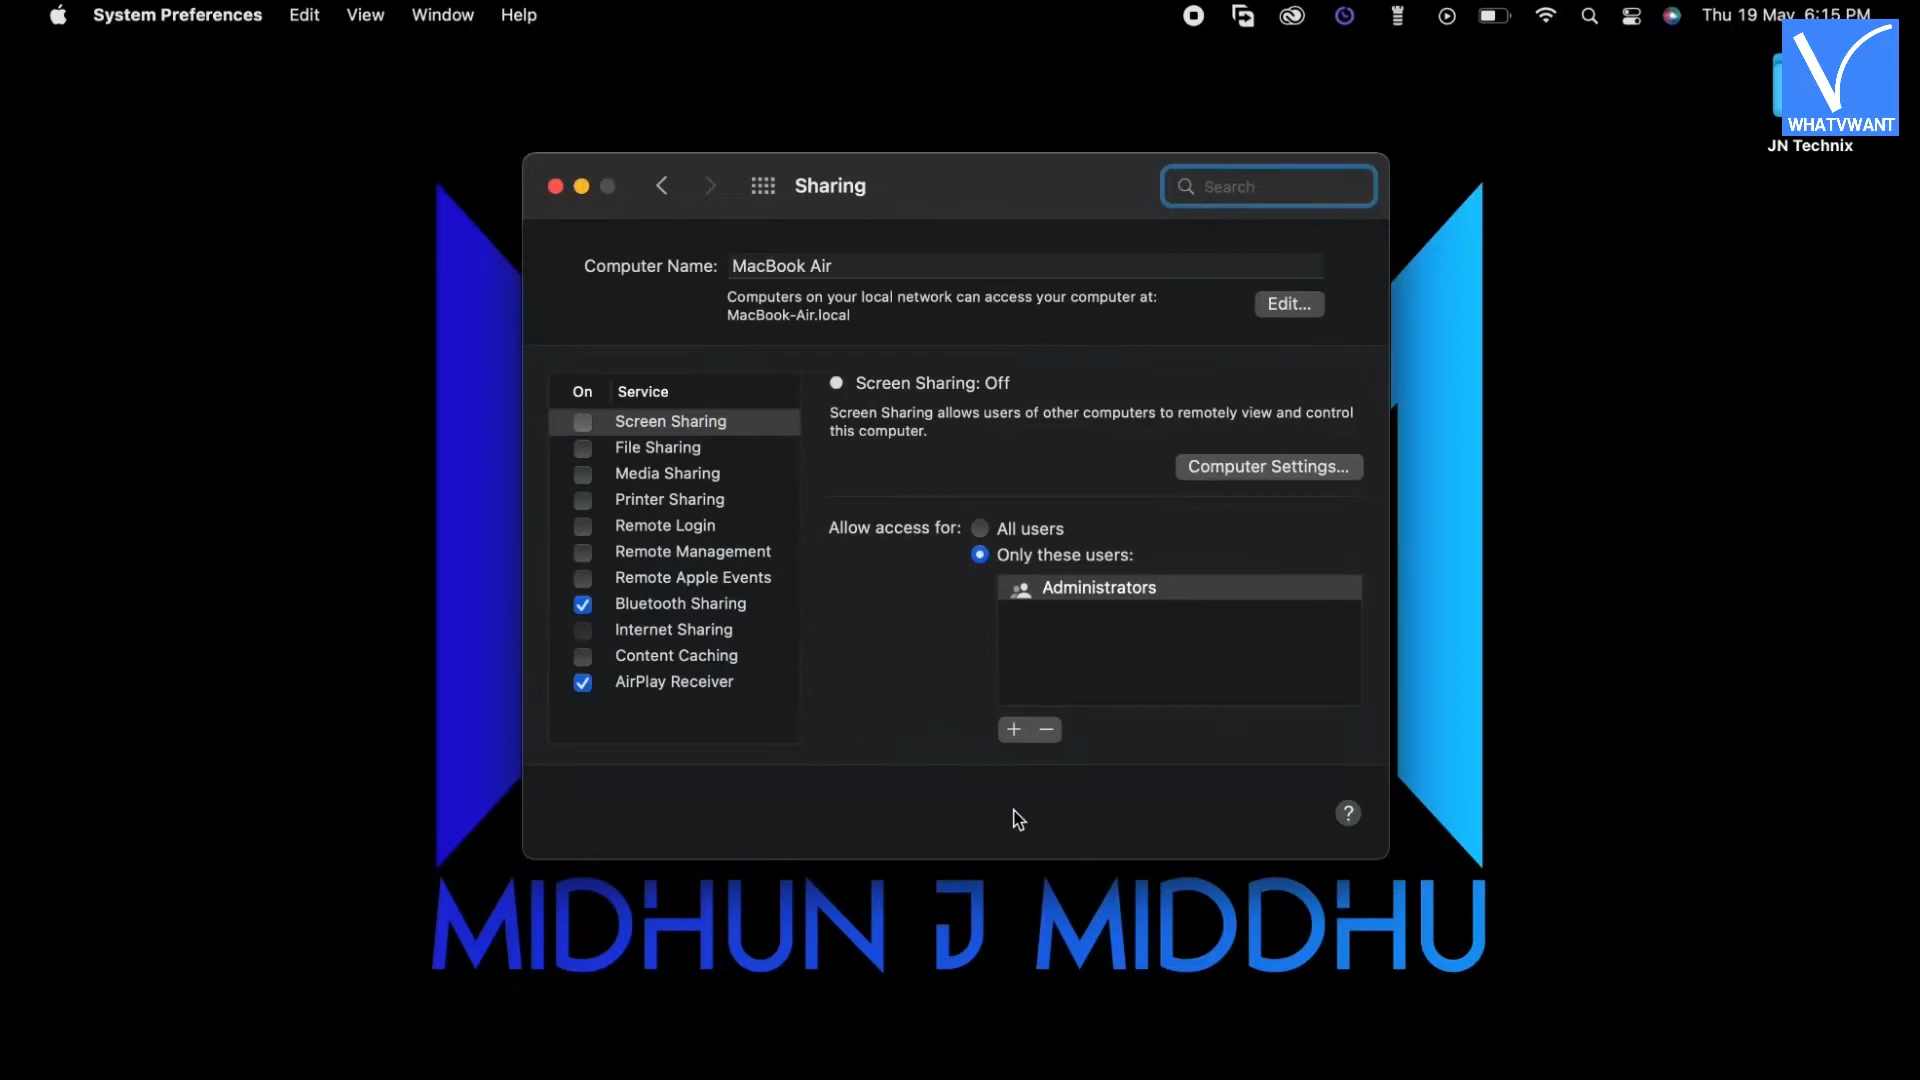 System Preferences Edit View Window Help
Thu 19 May 6:15 PM
WHATVWANT
JN Technix
Sharing
Search
Computer Name: MacBook Air
Computers on your local network can access your computer at:
MacBook-Air.local
Edit...
On Service
Screen Sharing
File Sharing
Media Sharing
Printer Sharing
Remote Login
Remote Management
Remote Apple Events
Bluetooth Sharing
Internet Sharing
Content Caching
AirPlay Receiver
Screen Sharing: Off
Screen Sharing allows users of other computers to remotely view and control
this computer.
Computer Settings...
Allow access for: All users
Only these users:
Administrators
+ −
?
MIDHUN J MIDDHU